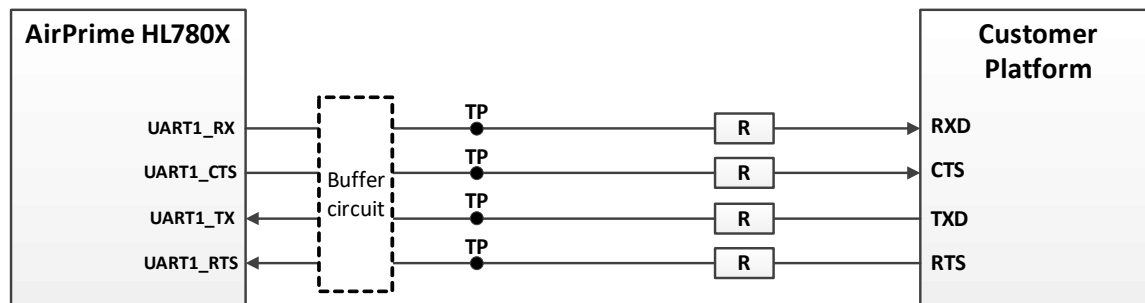 AirPrime HL780X
Customer
Platform
TP
UART1_RX
R
RXD
TP
UART1_CTS
R
CTS
Buffer
circuit
TP
UART1_TX
R
TXD
TP
UART1_RTS
R
RTS